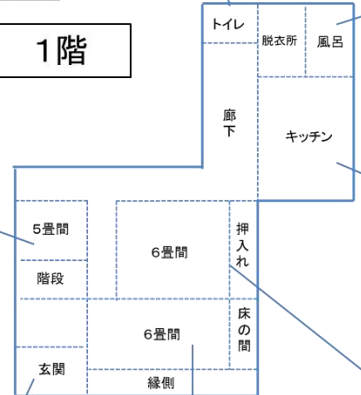 1階
トイレ
脱衣所
風呂
廊下
キッチン
5畳間
6畳間
押入れ
階段
6畳間
床の間
玄関
縁側